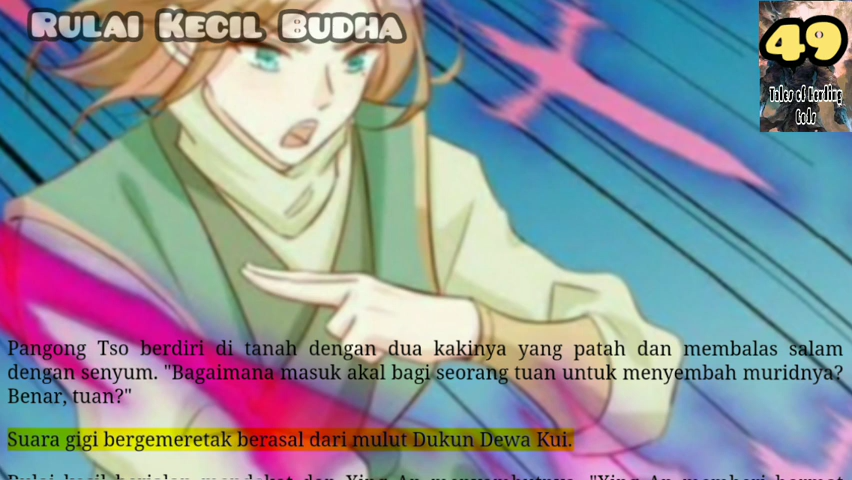 Rulai Kecil Budha
49
Tales of Herding
Gods
Pangong Tso berdiri di tanah dengan dua kakinya yang patah dan membalas salam
dengan senyum. "Bagaimana masuk akal bagi seorang tuan untuk menyembah muridnya?
Benar, tuan?"
Suara gigi bergemeretak berasal dari mulut Dukun Dewa Kui.